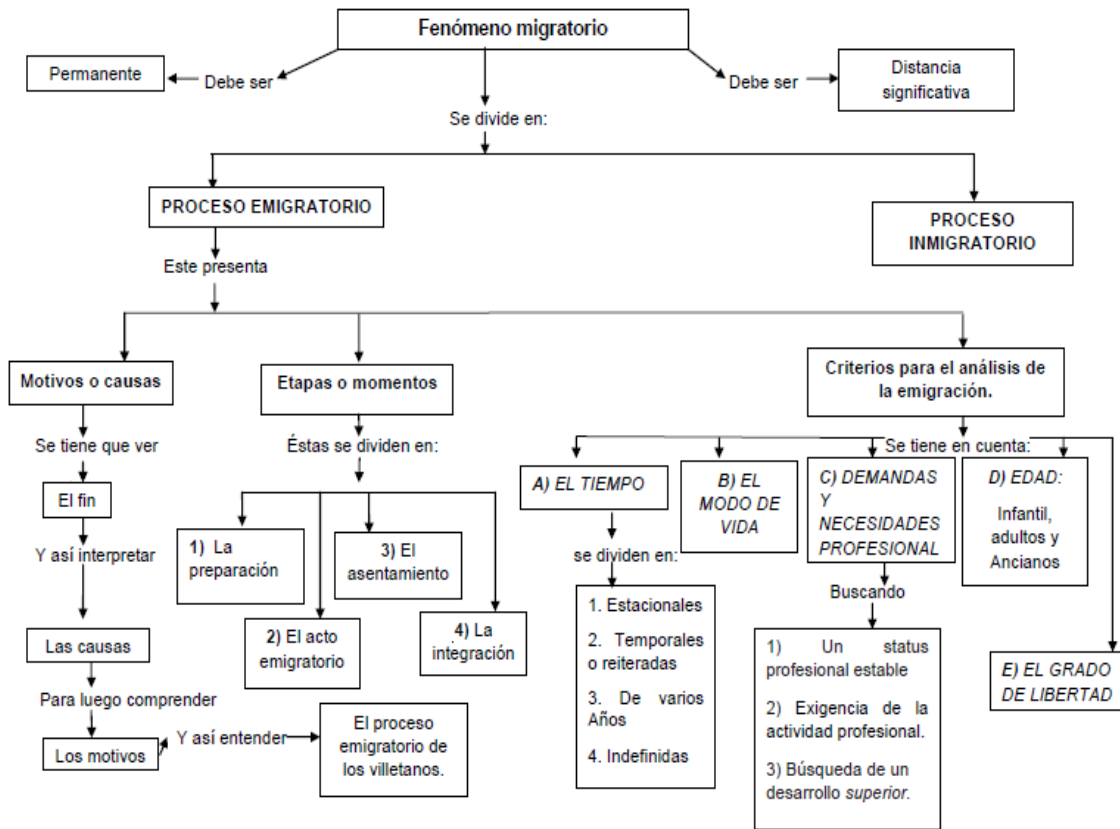 Fenómeno migratorio
Permanente
Debe ser
Debe ser
Distancia
significativa
Se divide en:
PROCESO EMIGRATORIO
PROCESO
INMIGRATORIO
Este presenta
Motivos o causas
Se tiene que ver
El fin
Y así interpretar
Las causas
Para luego comprender
Los motivos
Y así entender
El proceso
emigratorio de
los villetanos.
Etapas o momentos
Éstas se dividen en:
1) La
preparación
2) El acto
emigratorio
3) El
asentamiento
4) La
integración
Criterios para el análisis de
la emigración.
Se tiene en cuenta:
A) EL TIEMPO
se dividen en:
1. Estacionales
2. Temporales
o reiteradas
3. De varios
Años
4. Indefinidas
B) EL
MODO DE
VIDA
C) DEMANDAS
Y
NECESIDADES
PROFESIONAL
Buscando
1) Un status
profesional estable
2) Exigencia de la
actividad profesional.
3) Búsqueda de un
desarrollo superior.
D) EDAD:
Infantil,
adultos y
Ancianos
E) EL GRADO
DE LIBERTAD